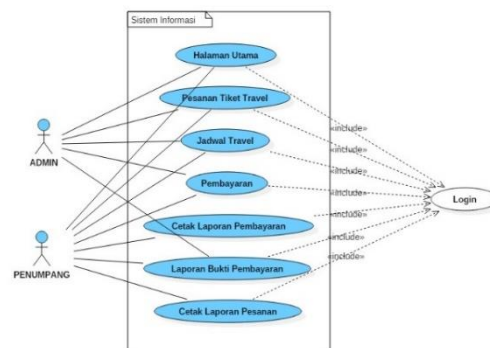 Sistem Informasi
Halaman Utama
Pesanan Tiket Travel
Jadwal Travel
Pembayaran
Cetak Laporan Pembayaran
Laporan Bukti Pembayaran
Cetak Laporan Pesanan
ADMIN
PENUMPANG
«include»
«include»
«include»
«include»
«include»
«include»
«include»
Login